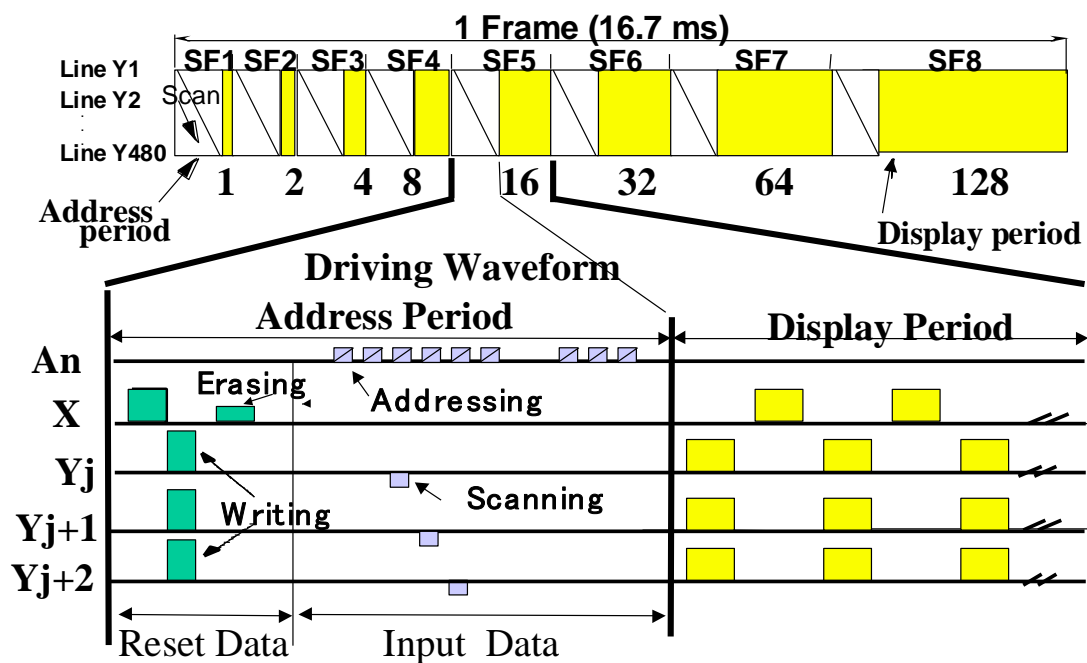 1 Frame (16.7 ms)
SF1 SF2 SF3 SF4 SF5 SF6 SF7 SF8
Line Y1
Line Y2
Scan
:
Line Y480
1 2 4 8 16 32 64 128
Address
period
Display period
Driving Waveform
Address Period
Display Period
An
Erasing
Addressing
X
Yj
Scanning
Writing
Yj+1
Yj+2
Reset Data
Input Data